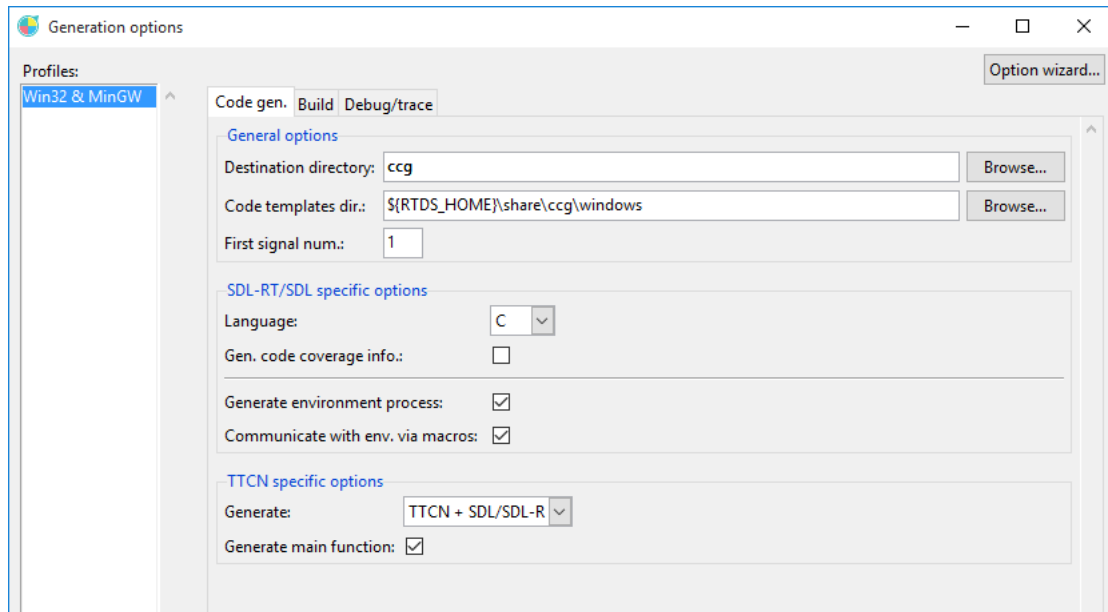 Generation options
Profiles:
Option wizard...
Win32 & MinGW
Code gen. Build Debug/trace
General options
Destination directory: ccg Browse...
Code templates dir.: ${RTDS_HOME}\share\ccg\windows Browse...
First signal num.: 1
SDL-RT/SDL specific options
Language: C
Gen. code coverage info.:
Generate environment process:
Communicate with env. via macros:
TTCN specific options
Generate: TTCN + SDL/SDL-R
Generate main function: